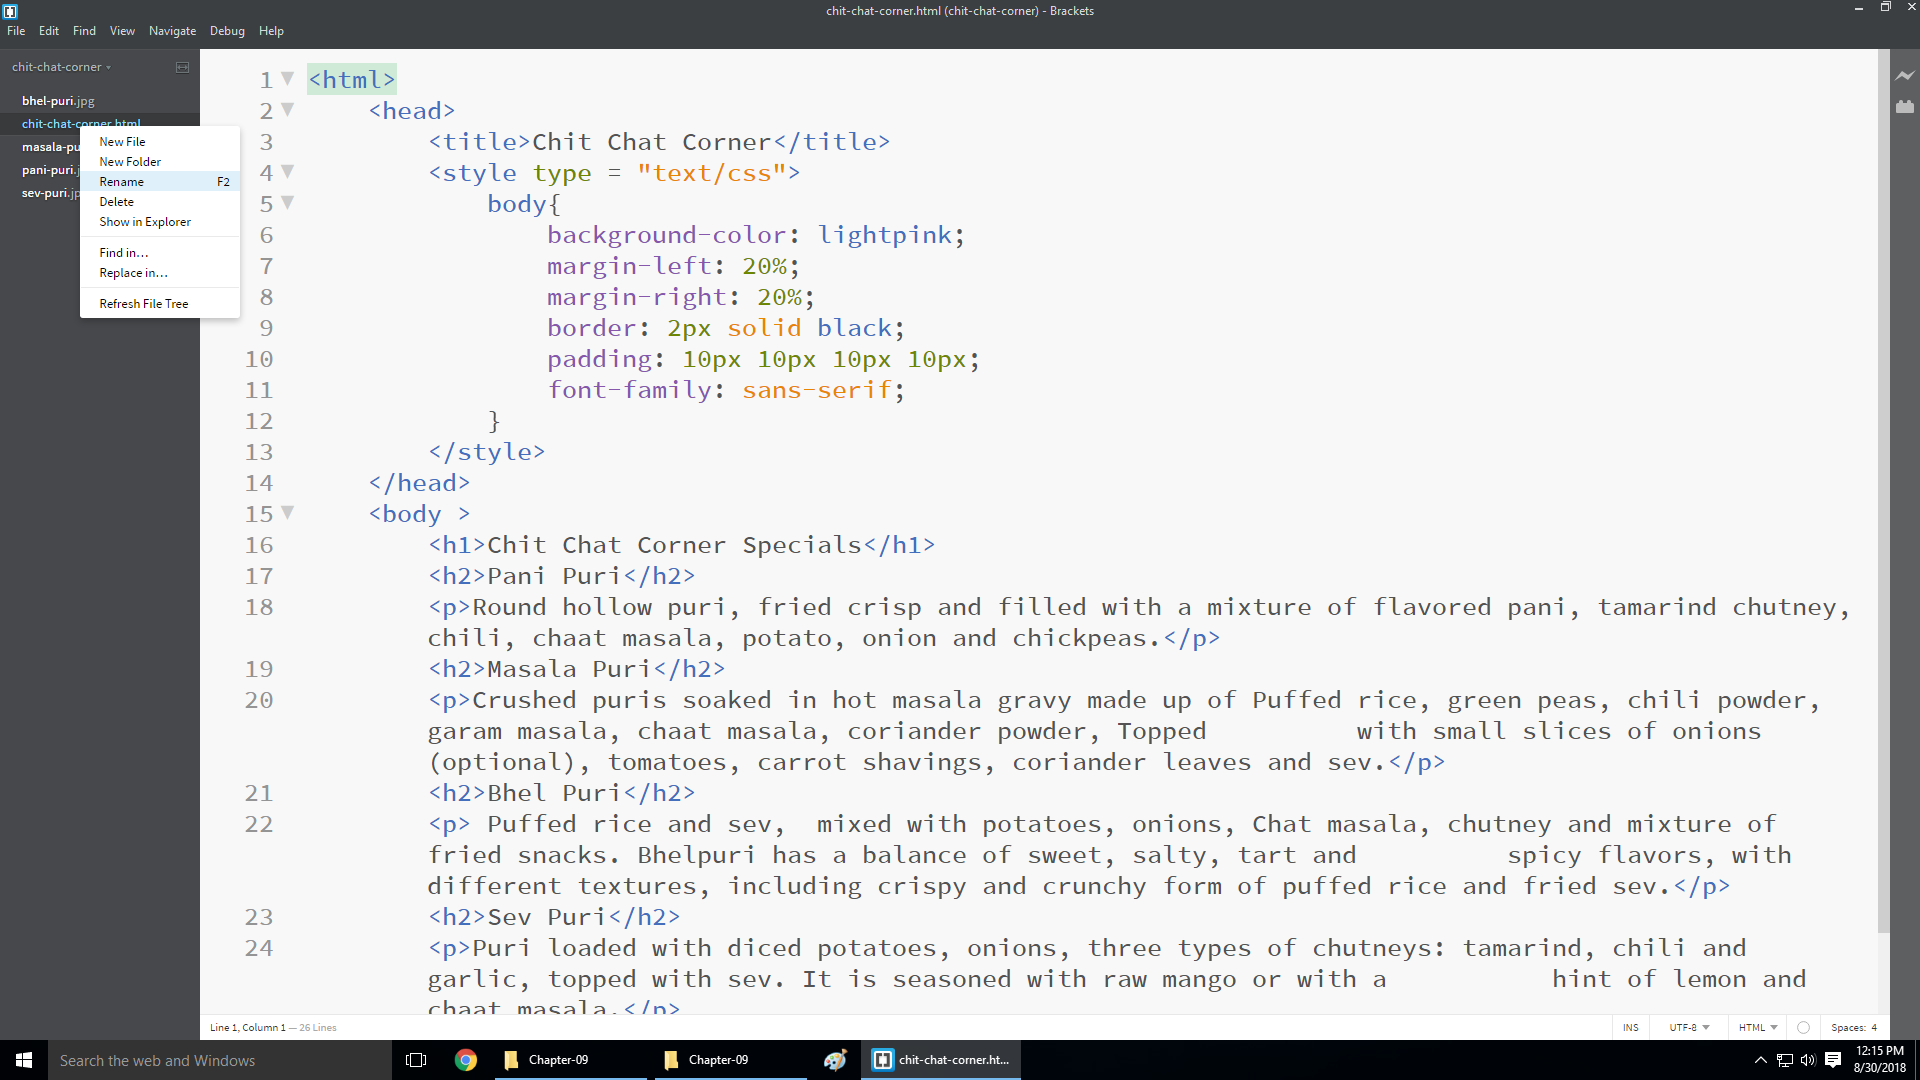 chit-chat-corner.html (chit-chat-corner) - Brackets
File Edit Find View Navigate Debug Help
chit-chat-corner
bhel-puri.jpg
chit-chat-corner.html
masala-pu
pani-puri.j
sev-puri.jp
New File
New Folder
Rename F2
Delete
Show in Explorer
Find in...
Replace in...
Refresh File Tree
1 <html>
2 <head>
3 <title>Chit Chat Corner</title>
4 <style type = "text/css">
5 body{
6 background-color: lightpink;
7 margin-left: 20%;
8 margin-right: 20%;
9 border: 2px solid black;
10 padding: 10px 10px 10px 10px;
11 font-family: sans-serif;
12 }
13 </style>
14 </head>
15 <body >
16 <h1>Chit Chat Corner Specials</h1>
17 <h2>Pani Puri</h2>
18 <p>Round hollow puri, fried crisp and filled with a mixture of flavored pani, tamarind chutney,
chili, chaat masala, potato, onion and chickpeas.</p>
19 <h2>Masala Puri</h2>
20 <p>Crushed puris soaked in hot masala gravy made up of Puffed rice, green peas, chili powder,
garam masala, chaat masala, coriander powder, Topped with small slices of onions
(optional), tomatoes, carrot shavings, coriander leaves and sev.</p>
21 <h2>Bhel Puri</h2>
22 <p> Puffed rice and sev,  mixed with potatoes, onions, Chat masala, chutney and mixture of
fried snacks. Bhelpuri has a balance of sweet, salty, tart and spicy flavors, with
different textures, including crispy and crunchy form of puffed rice and fried sev.</p>
23 <h2>Sev Puri</h2>
24 <p>Puri loaded with diced potatoes, onions, three types of chutneys: tamarind, chili and
garlic, topped with sev. It is seasoned with raw mango or with a hint of lemon and
chaat masala.</p>
Line 1, Column 1 — 26 Lines
INS UTF-8 HTML Spaces: 4
Search the web and Windows
Chapter-09
Chapter-09
chit-chat-corner.ht...
12:15 PM
8/30/2018